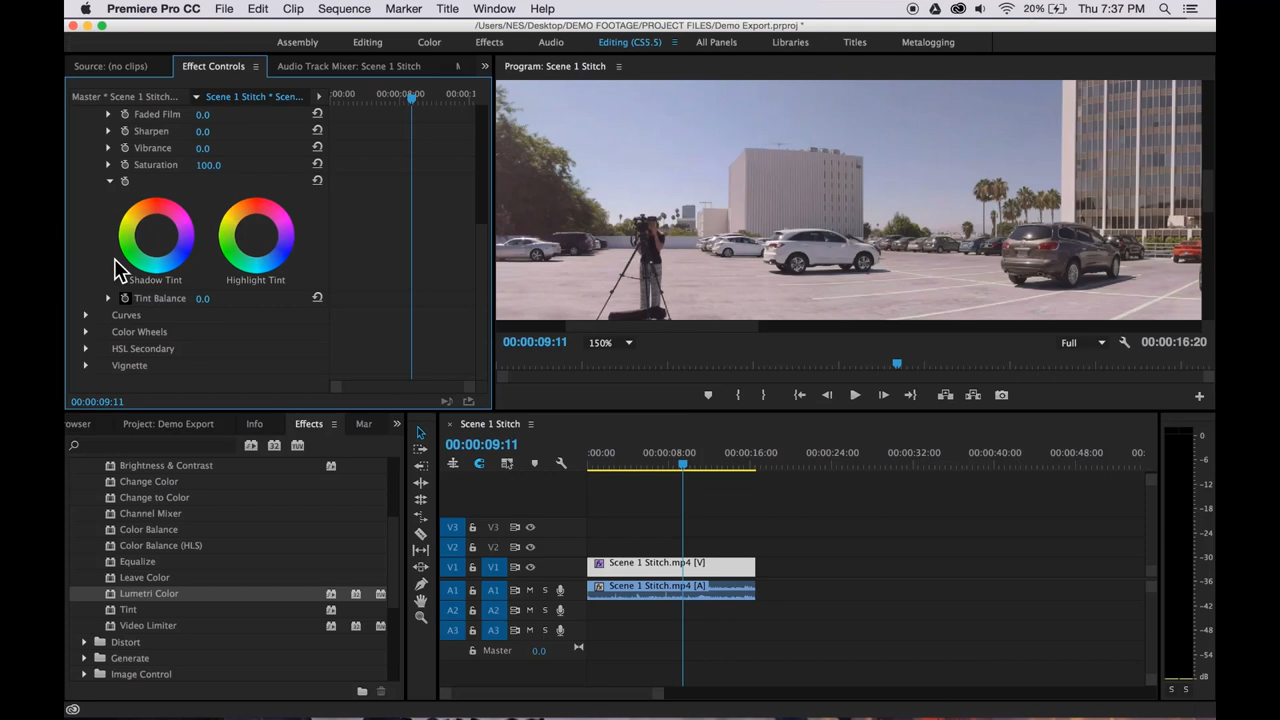 Premiere Pro CC File Edit Clip Sequence Marker Title Window Help 20% Thu 7:37 PM
/Users/NES/Desktop/DEMO FOOTAGE/PROJECT FILES/Demo Export.prproj *
Assembly Editing Color Effects Audio Editing (CS5.5) All Panels Libraries Titles Metalogging
Source: (no clips) Effect Controls Audio Track Mixer: Scene 1 Stitch
Program: Scene 1 Stitch
Master * Scene 1 Stitch... Scene 1 Stitch * Scen...
:00:00 00:00:08:00 00:00:1
Faded Film 0.0
Sharpen 0.0
Vibrance 0.0
Saturation 100.0
Shadow Tint Highlight Tint
Tint Balance 0.0
Curves
Color Wheels
HSL Secondary
Vignette
00:00:09:11
00:00:09:11 150% Full 00:00:16:20
rowser Project: Demo Export Info Effects Mar
Brightness & Contrast
Change Color
Change to Color
Channel Mixer
Color Balance
Color Balance (HLS)
Equalize
Leave Color
Lumetri Color
Tint
Video Limiter
Distort
Generate
Image Control
Scene 1 Stitch
00:00:09:11
:00:00 00:00:08:00 00:00:16:00 00:00:24:00 00:00:32:00 00:00:40:00 00:00:48:00 00:
V3 V3
V2 V2
V1 V1 Scene 1 Stitch.mp4 [V]
A1 A1 M S Scene 1 Stitch.mp4 [A]
A2 A2 M S
A3 A3 M S
Master 0.0
0
-6
-12
-18
-24
-30
-36
-42
-48
-54
dB
S S